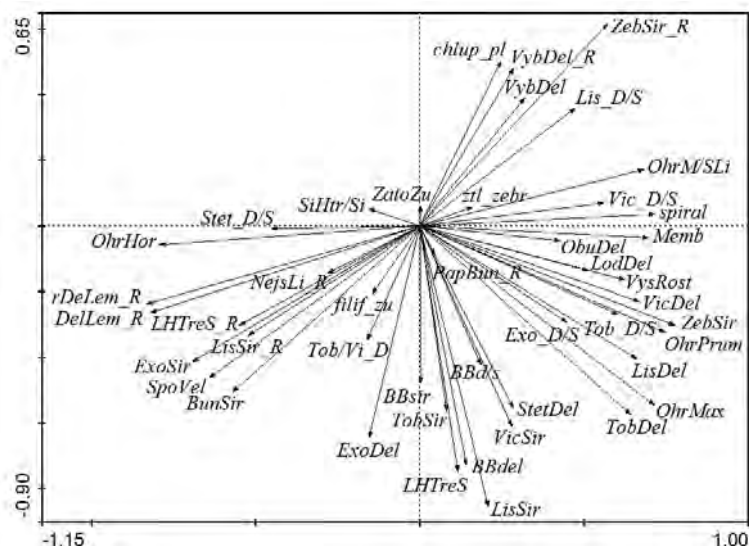 0.65
ZebSir_R
chlup_pl
VybDel_R
VybDel
Lis_D/S
OhrM/SLi
ZatoZu
ztl_zebr
SiHtr/Si
Vic_D/S
Stet_D/S
spiral
OhrHor
Memb
ObuDel
LodDel
PapBun_R
NejsLi_R
VysRost
filif_zu
VicDel
rDeLem_R
DelLem_R
LHTreS_R
Exo_D/S
Tob_D/S
ZebSir
OhrPrum
LisSir_R
Tob/Vi_D
ExoSir
BBd/s
LisDel
SpoVel
BunSir
BBsir
TobSir
StetDel
OhrMax
TobDel
VicSir
ExoDel
BBdel
LHTreS
LisSir
-0.90
-1.15
1.00